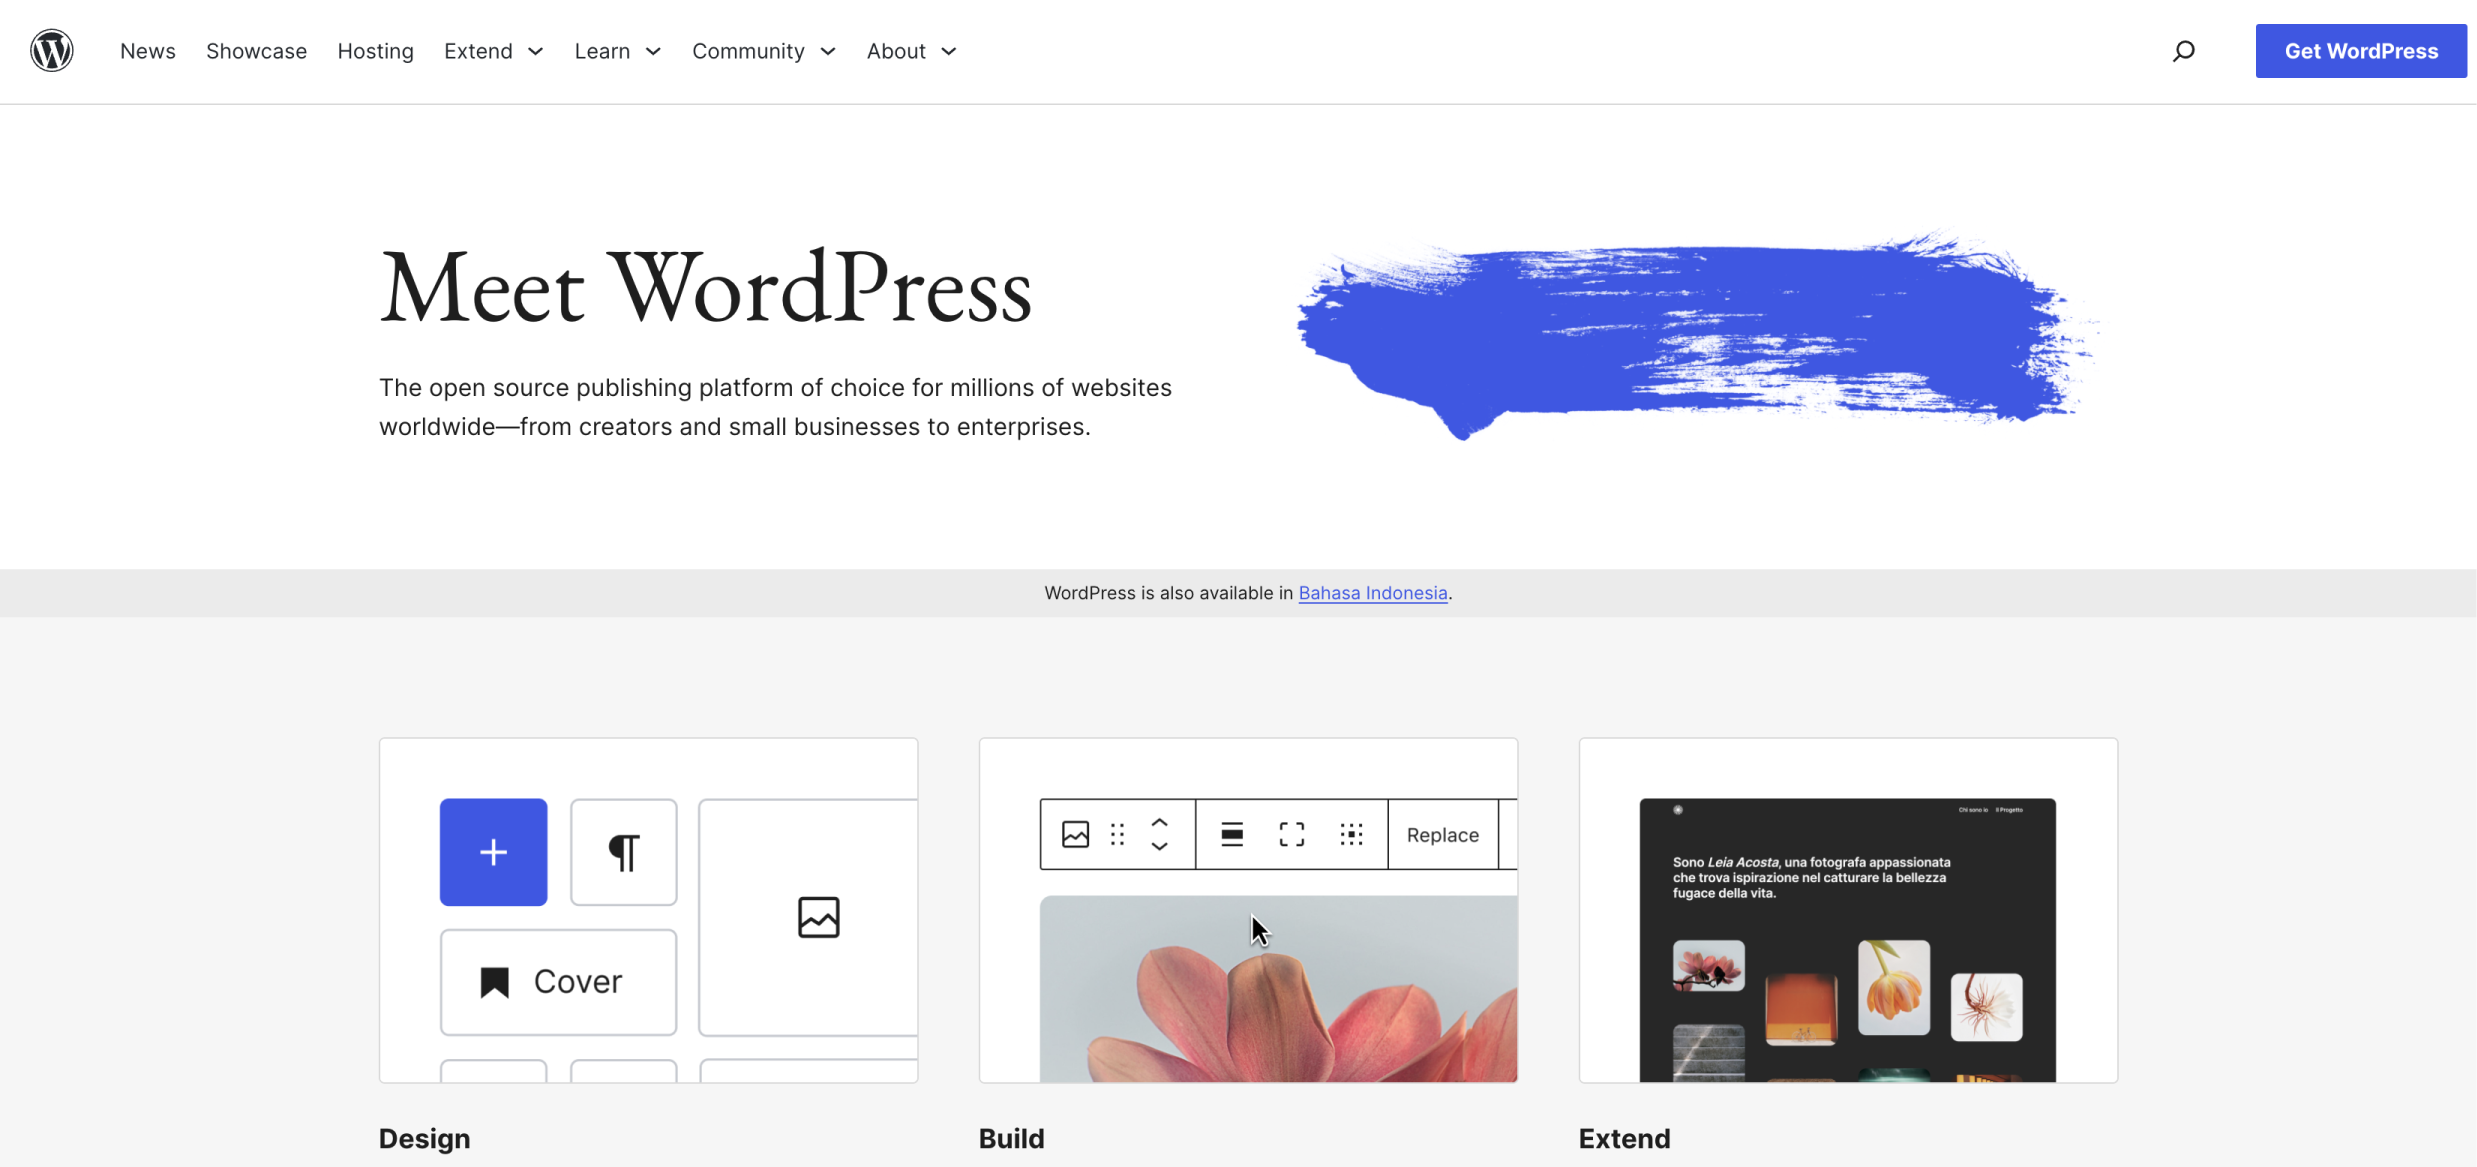 News Showcase Hosting Extend Learn Community About Get WordPress
Meet WordPress
The open source publishing platform of choice for millions of websites
worldwide—from creators and small businesses to enterprises.
WordPress is also available in Bahasa Indonesia.
¶
Cover
Replace
Chi sono io Il Progetto
Sono Leia Acosta, una fotografa appassionata
che trova ispirazione nel catturare la bellezza
fugace della vita.
Design
Build
Extend